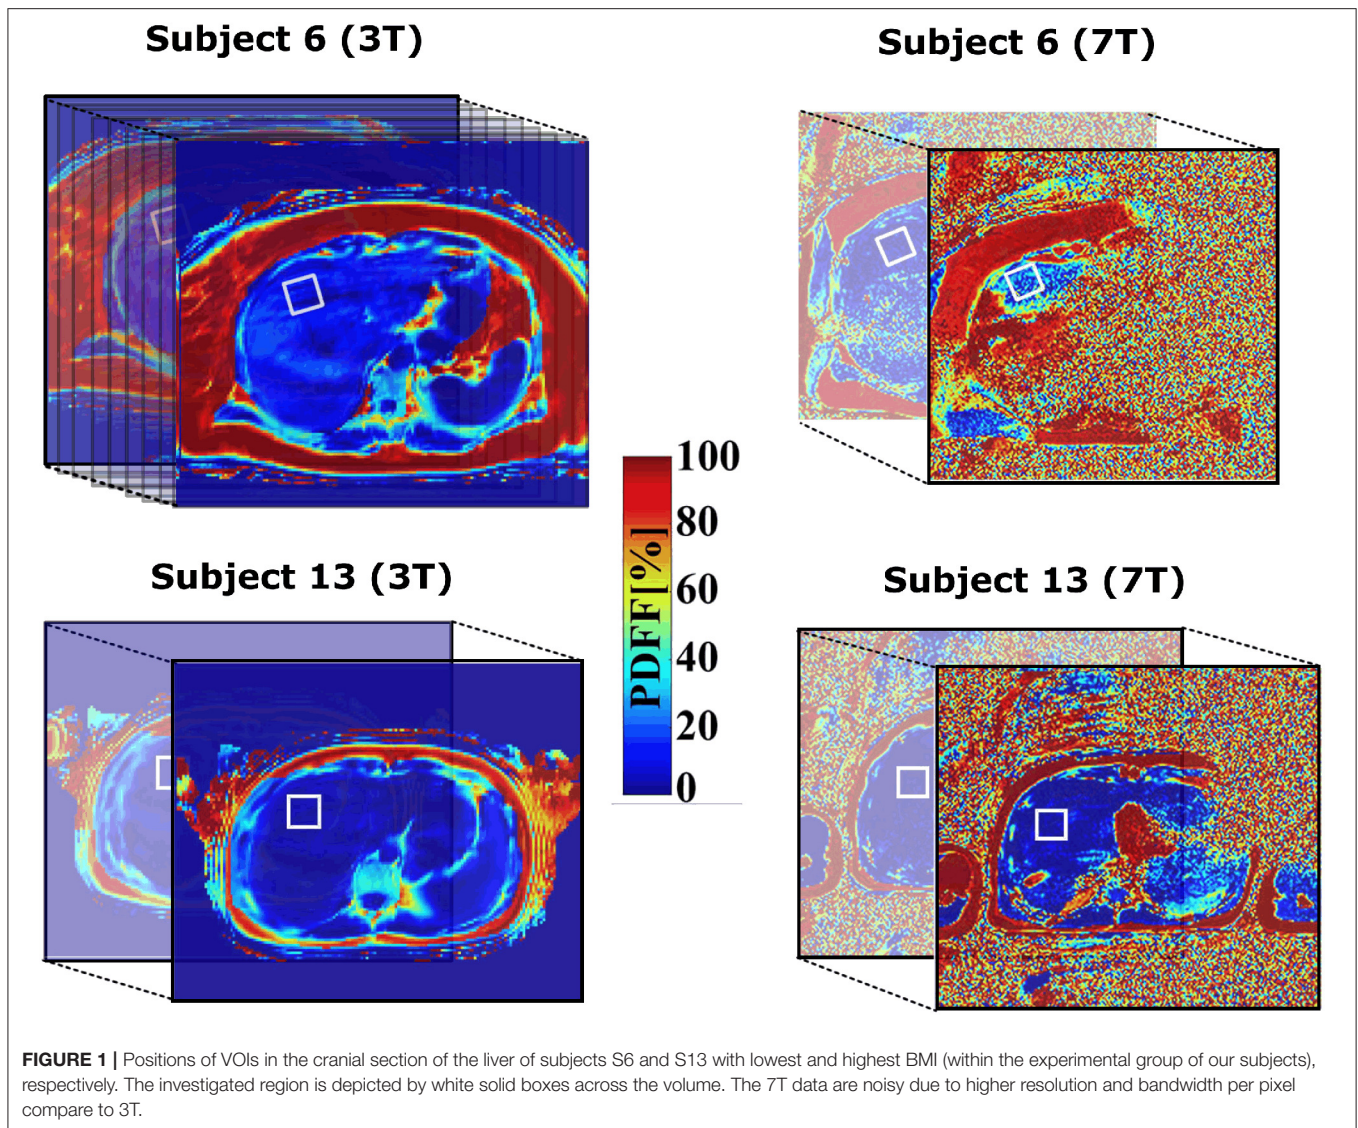 Subject 6 (3T)
Subject 6 (7T)
PDFF[%]
100
80
60
40
20
0
Subject 13 (3T)
Subject 13 (7T)
FIGURE 1 | Positions of VOIs in the cranial section of the liver of subjects S6 and S13 with lowest and highest BMI (within the experimental group of our subjects),
respectively. The investigated region is depicted by white solid boxes across the volume. The 7T data are noisy due to higher resolution and bandwidth per pixel
compare to 3T.